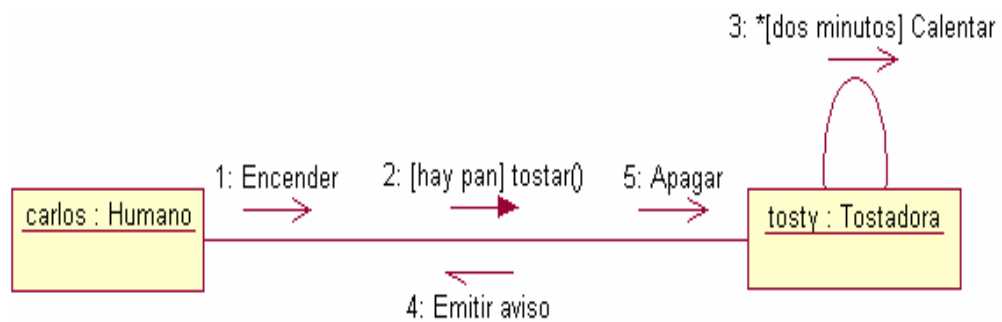 3: *[dos minutos] Calentar
1: Encender
2: [hay pan] tostar()
5: Apagar
carlos : Humano
tosty : Tostadora
4: Emitir aviso